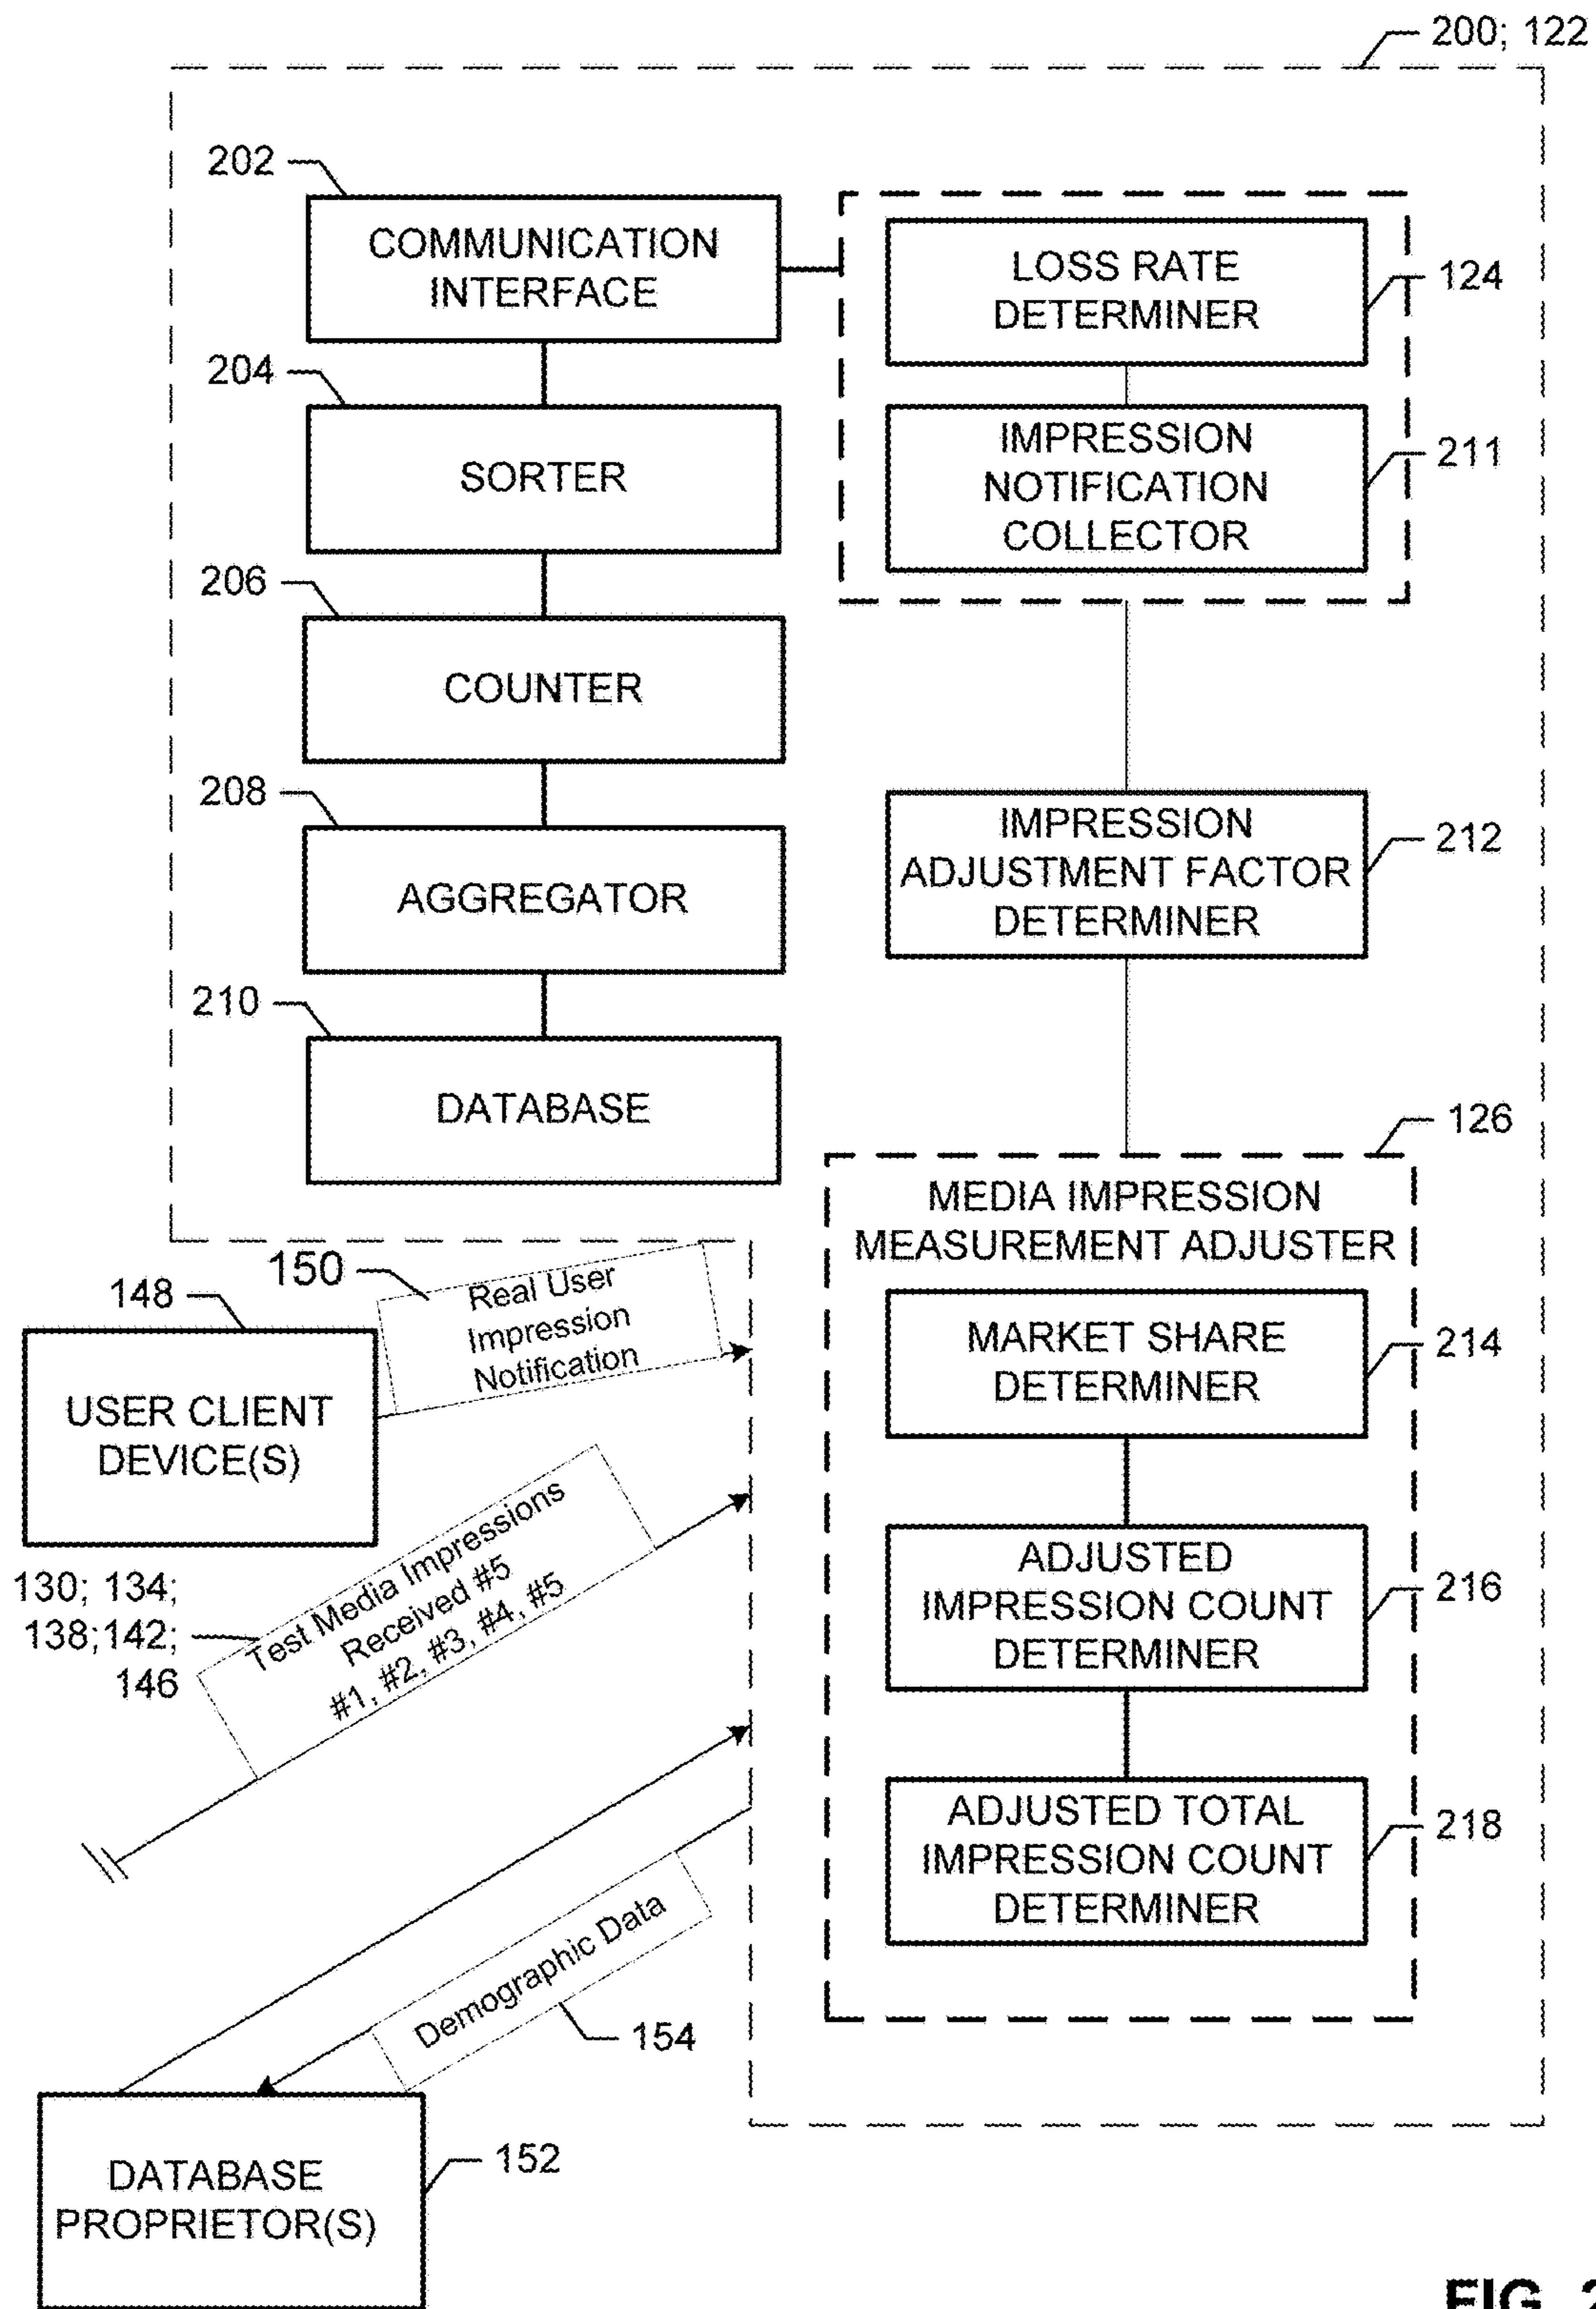 200; 122
202
COMMUNICATION
INTERFACE
LOSS RATE
DETERMINER
124
204
SORTER
IMPRESSION
NOTIFICATION
COLLECTOR
211
206
COUNTER
208
AGGREGATOR
IMPRESSION
ADJUSTMENT FACTOR
DETERMINER
212
210
DATABASE
126
MEDIA IMPRESSION
MEASUREMENT ADJUSTER
150
Real User
Impression
Notification
148
USER CLIENT
DEVICE(S)
MARKET SHARE
DETERMINER
214
130; 134;
138;142;
146
Test Media Impressions
Received #5
#1, #2, #3, #4, #5
ADJUSTED
IMPRESSION COUNT
DETERMINER
216
ADJUSTED TOTAL
IMPRESSION COUNT
DETERMINER
218
Demographic Data
154
DATABASE
PROPRIETOR(S)
152
FIG. 2